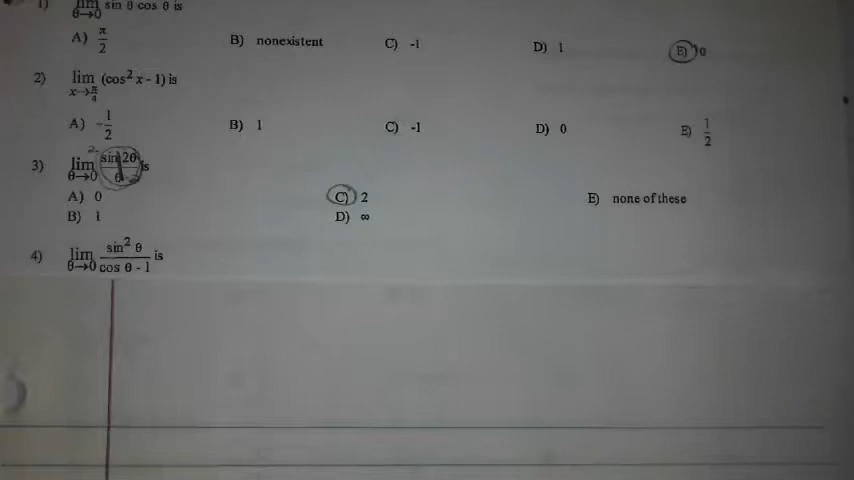 1) lim θ→0 sin θ cos θ is
A) π/2 B) nonexistent C) -1 D) 1 E) 0
2) lim x→π/4 (cos² x - 1) is
A) -1/2 B) 1 C) -1 D) 0 E) 1/2
3) lim θ→0 sin 2θ/θ is
A) 0 C) 2 E) none of these
B) 1 D) ∞
4) lim θ→0 sin² θ/cos θ - 1 is